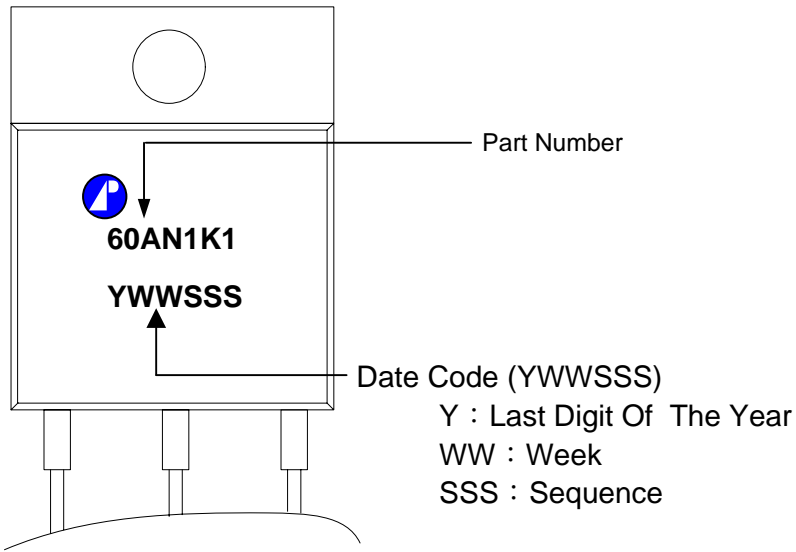 Part Number
60AN1K1
YWWSSS
Date Code (YWWSSS)
Y：Last Digit Of The Year
WW：Week
SSS：Sequence